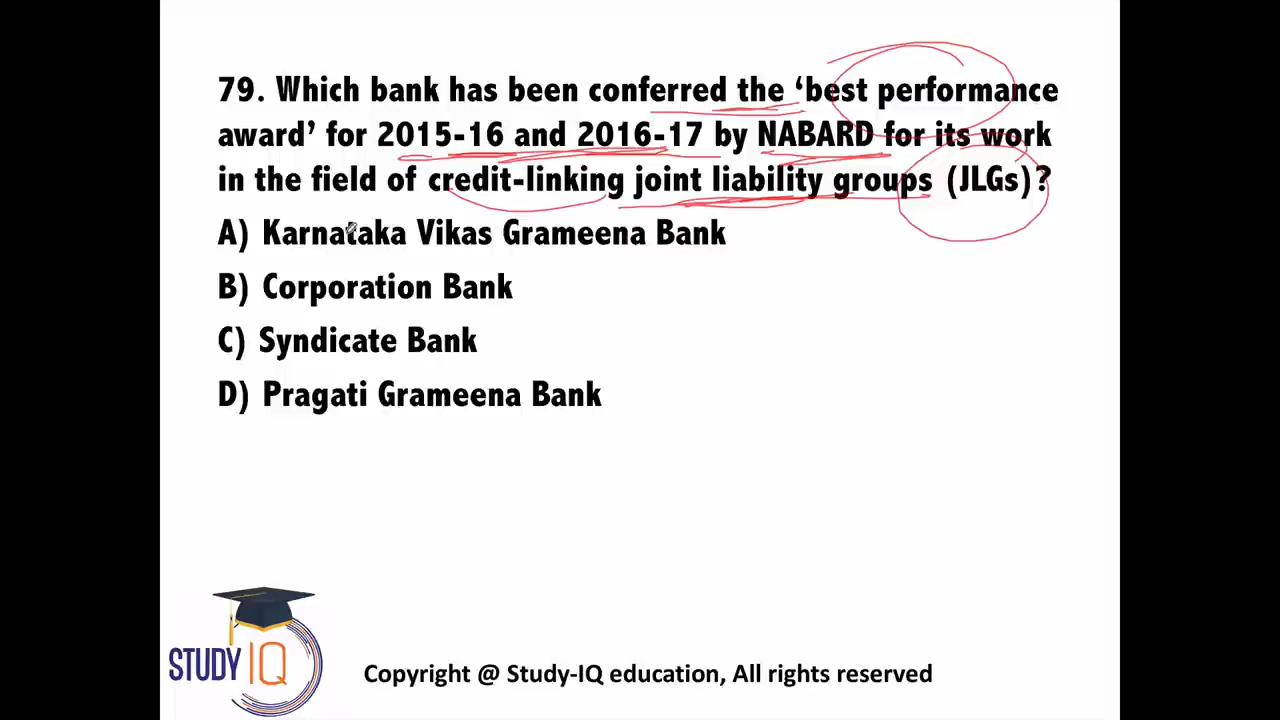 79. Which bank has been conferred the ‘best performance
award’ for 2015-16 and 2016-17 by NABARD for its work
in the field of credit-linking joint liability groups (JLGs)?
A) Karnataka Vikas Grameena Bank
B) Corporation Bank
C) Syndicate Bank
D) Pragati Grameena Bank
STUDY IQ
Copyright @ Study-IQ education, All rights reserved